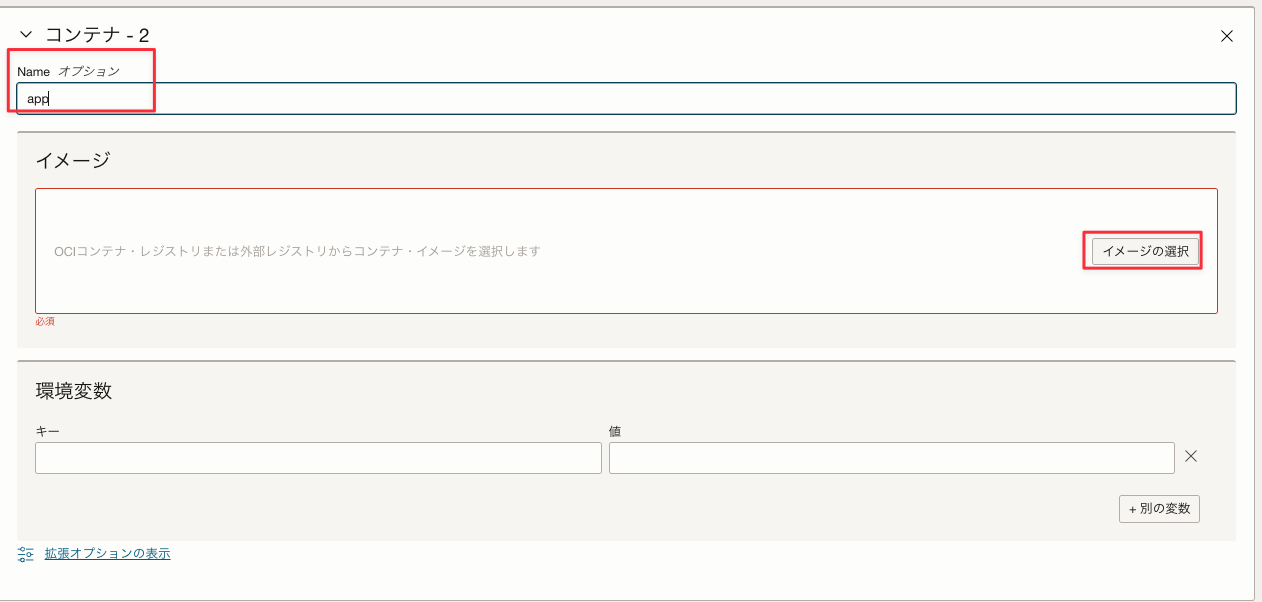 コンテナ - 2
Name オプション
app
イメージ
OCIコンテナ・レジストリまたは外部レジストリからコンテナ・イメージを選択します
イメージの選択
必須
環境変数
キー
値
+ 別の変数
拡張オプションの表示